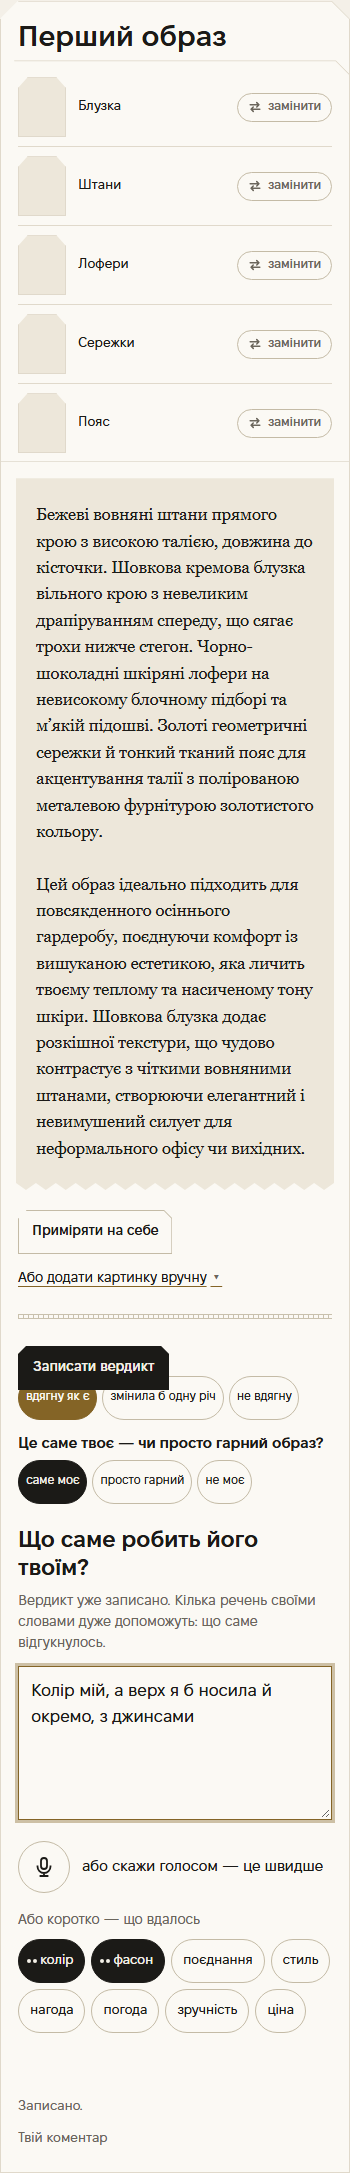 Перший образ
Блузка
замінити
Штани
замінити
Лофери
замінити
Сережки
замінити
Пояс
замінити
Бежеві вовняні штани прямого
крою з високою талією, довжина до
кісточки. Шовкова кремова блузка
вільного крою з невеликим
драпіруванням спереду, що сягає
трохи нижче стегон. Чорно-
шоколадні шкіряні лофери на
невисокому блочному підборі та
м’якій підошві. Золоті геометричні
сережки й тонкий тканий пояс для
акцентування талії з полірованою
металевою фурнітурою золотистого
кольору.
Цей образ ідеально підходить для
повсякденного осіннього
гардеробу, поєднуючи комфорт із
вишуканою естетикою, яка личить
твоєму теплому та насиченому тону
шкіри. Шовкова блузка додає
розкішної текстури, що чудово
контрастує з чіткими вовняними
штанами, створюючи елегантний і
невимушений силует для
неформального офісу чи вихідних.
Приміряти на себе
Або додати картинку вручну
Записати вердикт
вдягну як є
змінила б одну річ
не вдягну
Це саме твоє — чи просто гарний образ?
саме моє
просто гарний
не моє
Що саме робить його
твоїм?
Вердикт уже записано. Кілька речень своїми
словами дуже допоможуть: що саме
відгукнулось.
Колір мій, а верх я б носила й
окремо, з джинсами
або скажи голосом — це швидше
Або коротко — що вдалось
колір
фасон
поєднання
стиль
нагода
погода
зручність
ціна
Записано.
Твій коментар